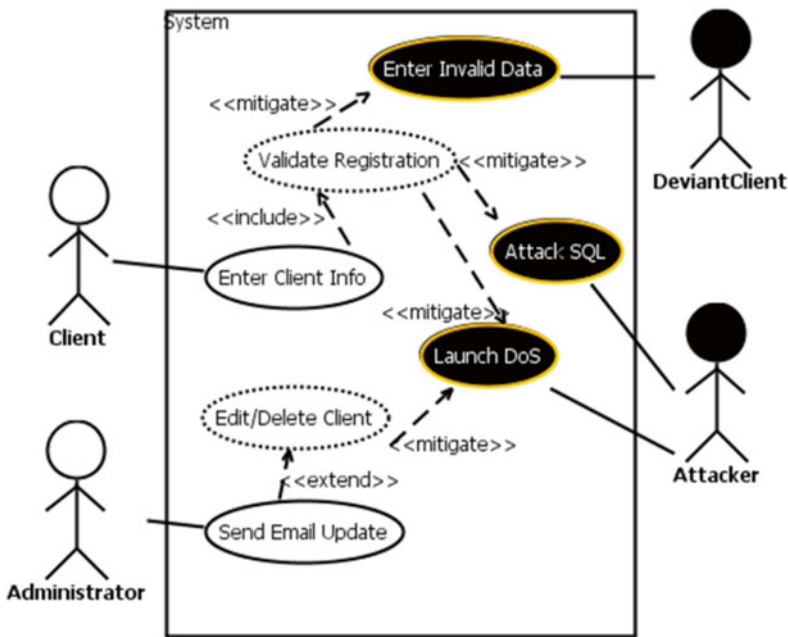 System
Enter Invalid Data
<<mitigate>>
Validate Registration
<<mitigate>>
DeviantClient
<<include>>
Attack SQL
Enter Client Info
<<mitigate>>
Client
Launch DoS
Edit/Delete Client
<<mitigate>>
Attacker
<<extend>>
Send Email Update
Administrator